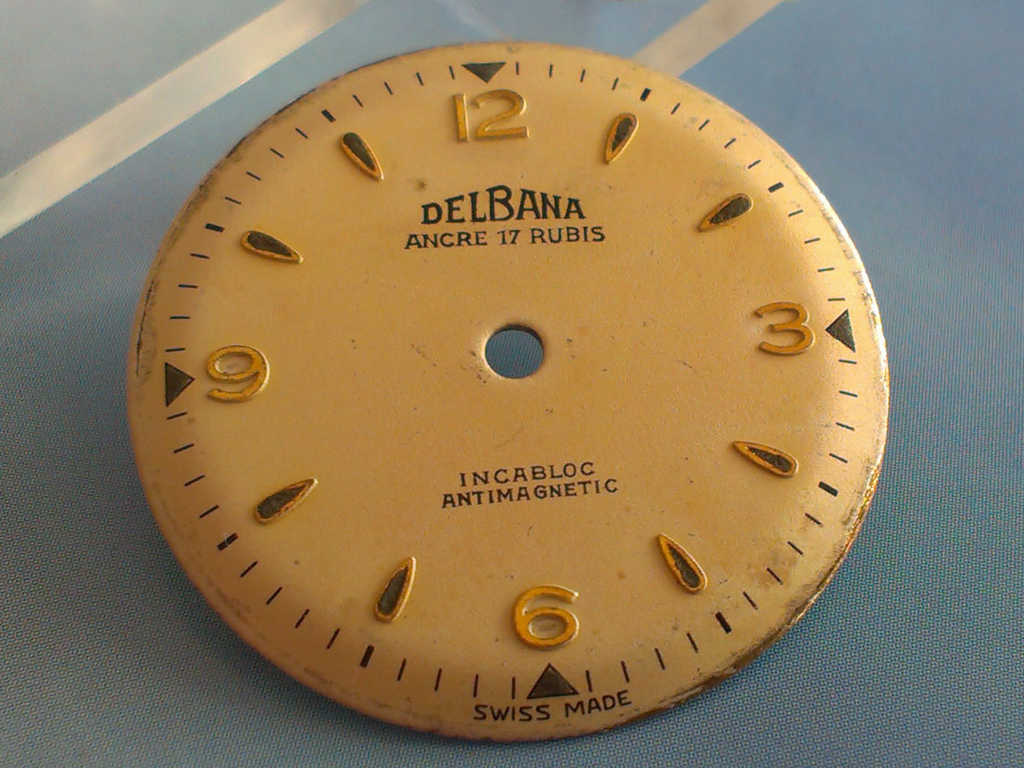 12
DELBANA
ANCRE 17 RUBIS
9 3
INCABLOC
ANTIMAGNETIC
6
SWISS MADE